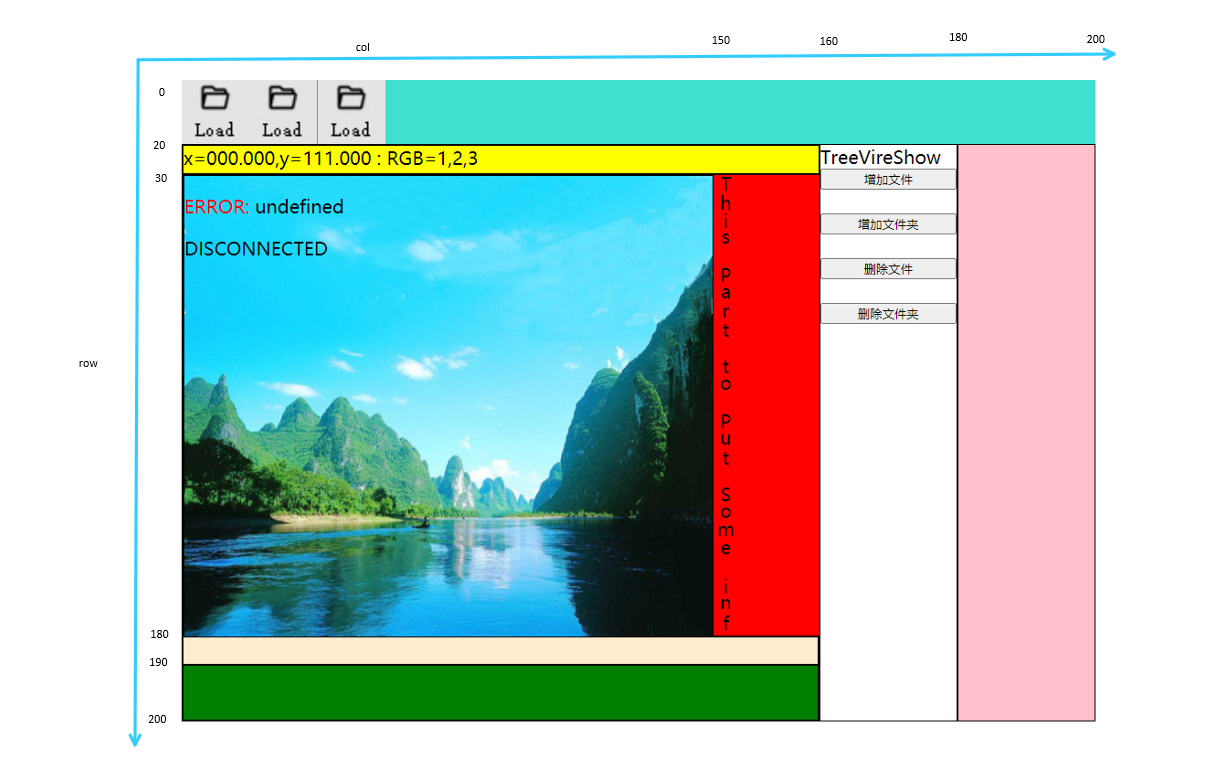 col
150
160
180
200
0
Load Load Load
20
x=000.000,y=111.000 : RGB=1,2,3
TreeVireShow
30
ERROR: undefined
DISCONNECTED
This part to put Some inf
增加文件
增加文件夹
删除文件
删除文件夹
row
180
190
200